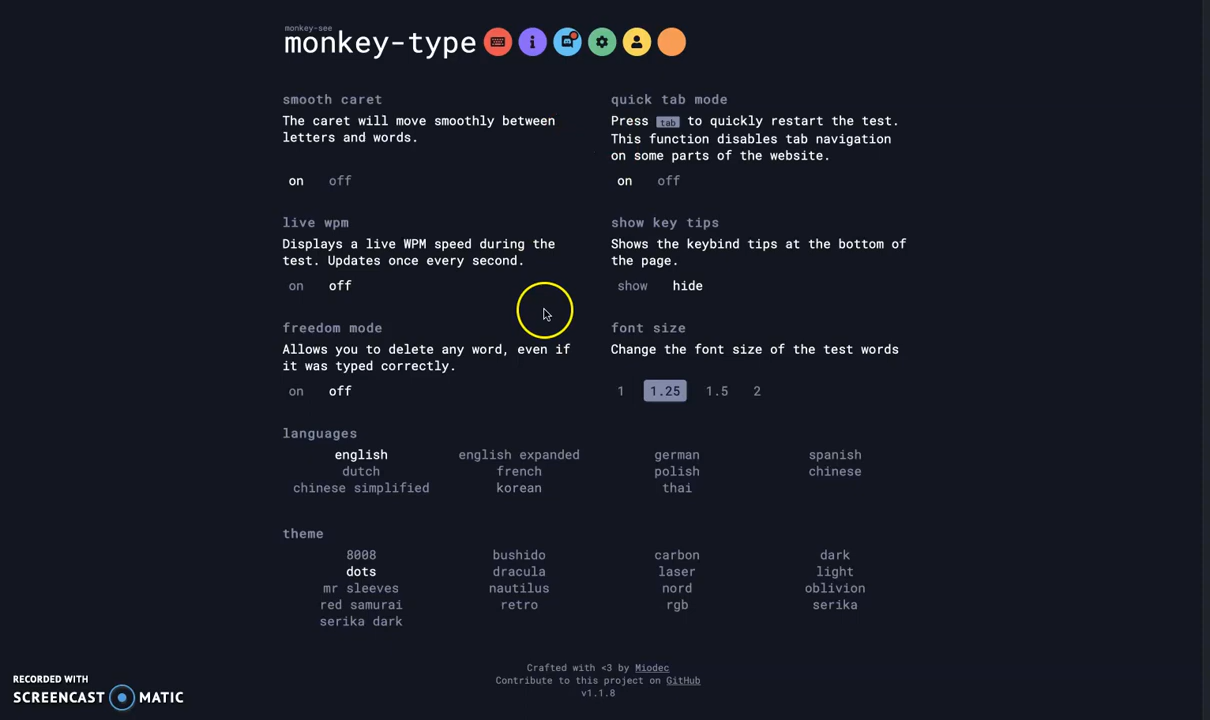 monkey-see
monkey-type
smooth caret
The caret will move smoothly between
letters and words.
on off
quick tab mode
Press tab to quickly restart the test.
This function disables tab navigation
on some parts of the website.
on off
live wpm
Displays a live WPM speed during the
test. Updates once every second.
on off
show key tips
Shows the keybind tips at the bottom of
the page.
show hide
freedom mode
Allows you to delete any word, even if
it was typed correctly.
on off
font size
Change the font size of the test words
1 1.25 1.5 2
languages
english english expanded german spanish
dutch french polish chinese
chinese simplified korean thai
theme
8008 bushido carbon dark
dots dracula laser light
mr sleeves nautilus nord oblivion
red samurai retro rgb serika
serika dark
Crafted with <3 by Miodec
Contribute to this project on GitHub
v1.1.8
RECORDED WITH
SCREENCAST MATIC